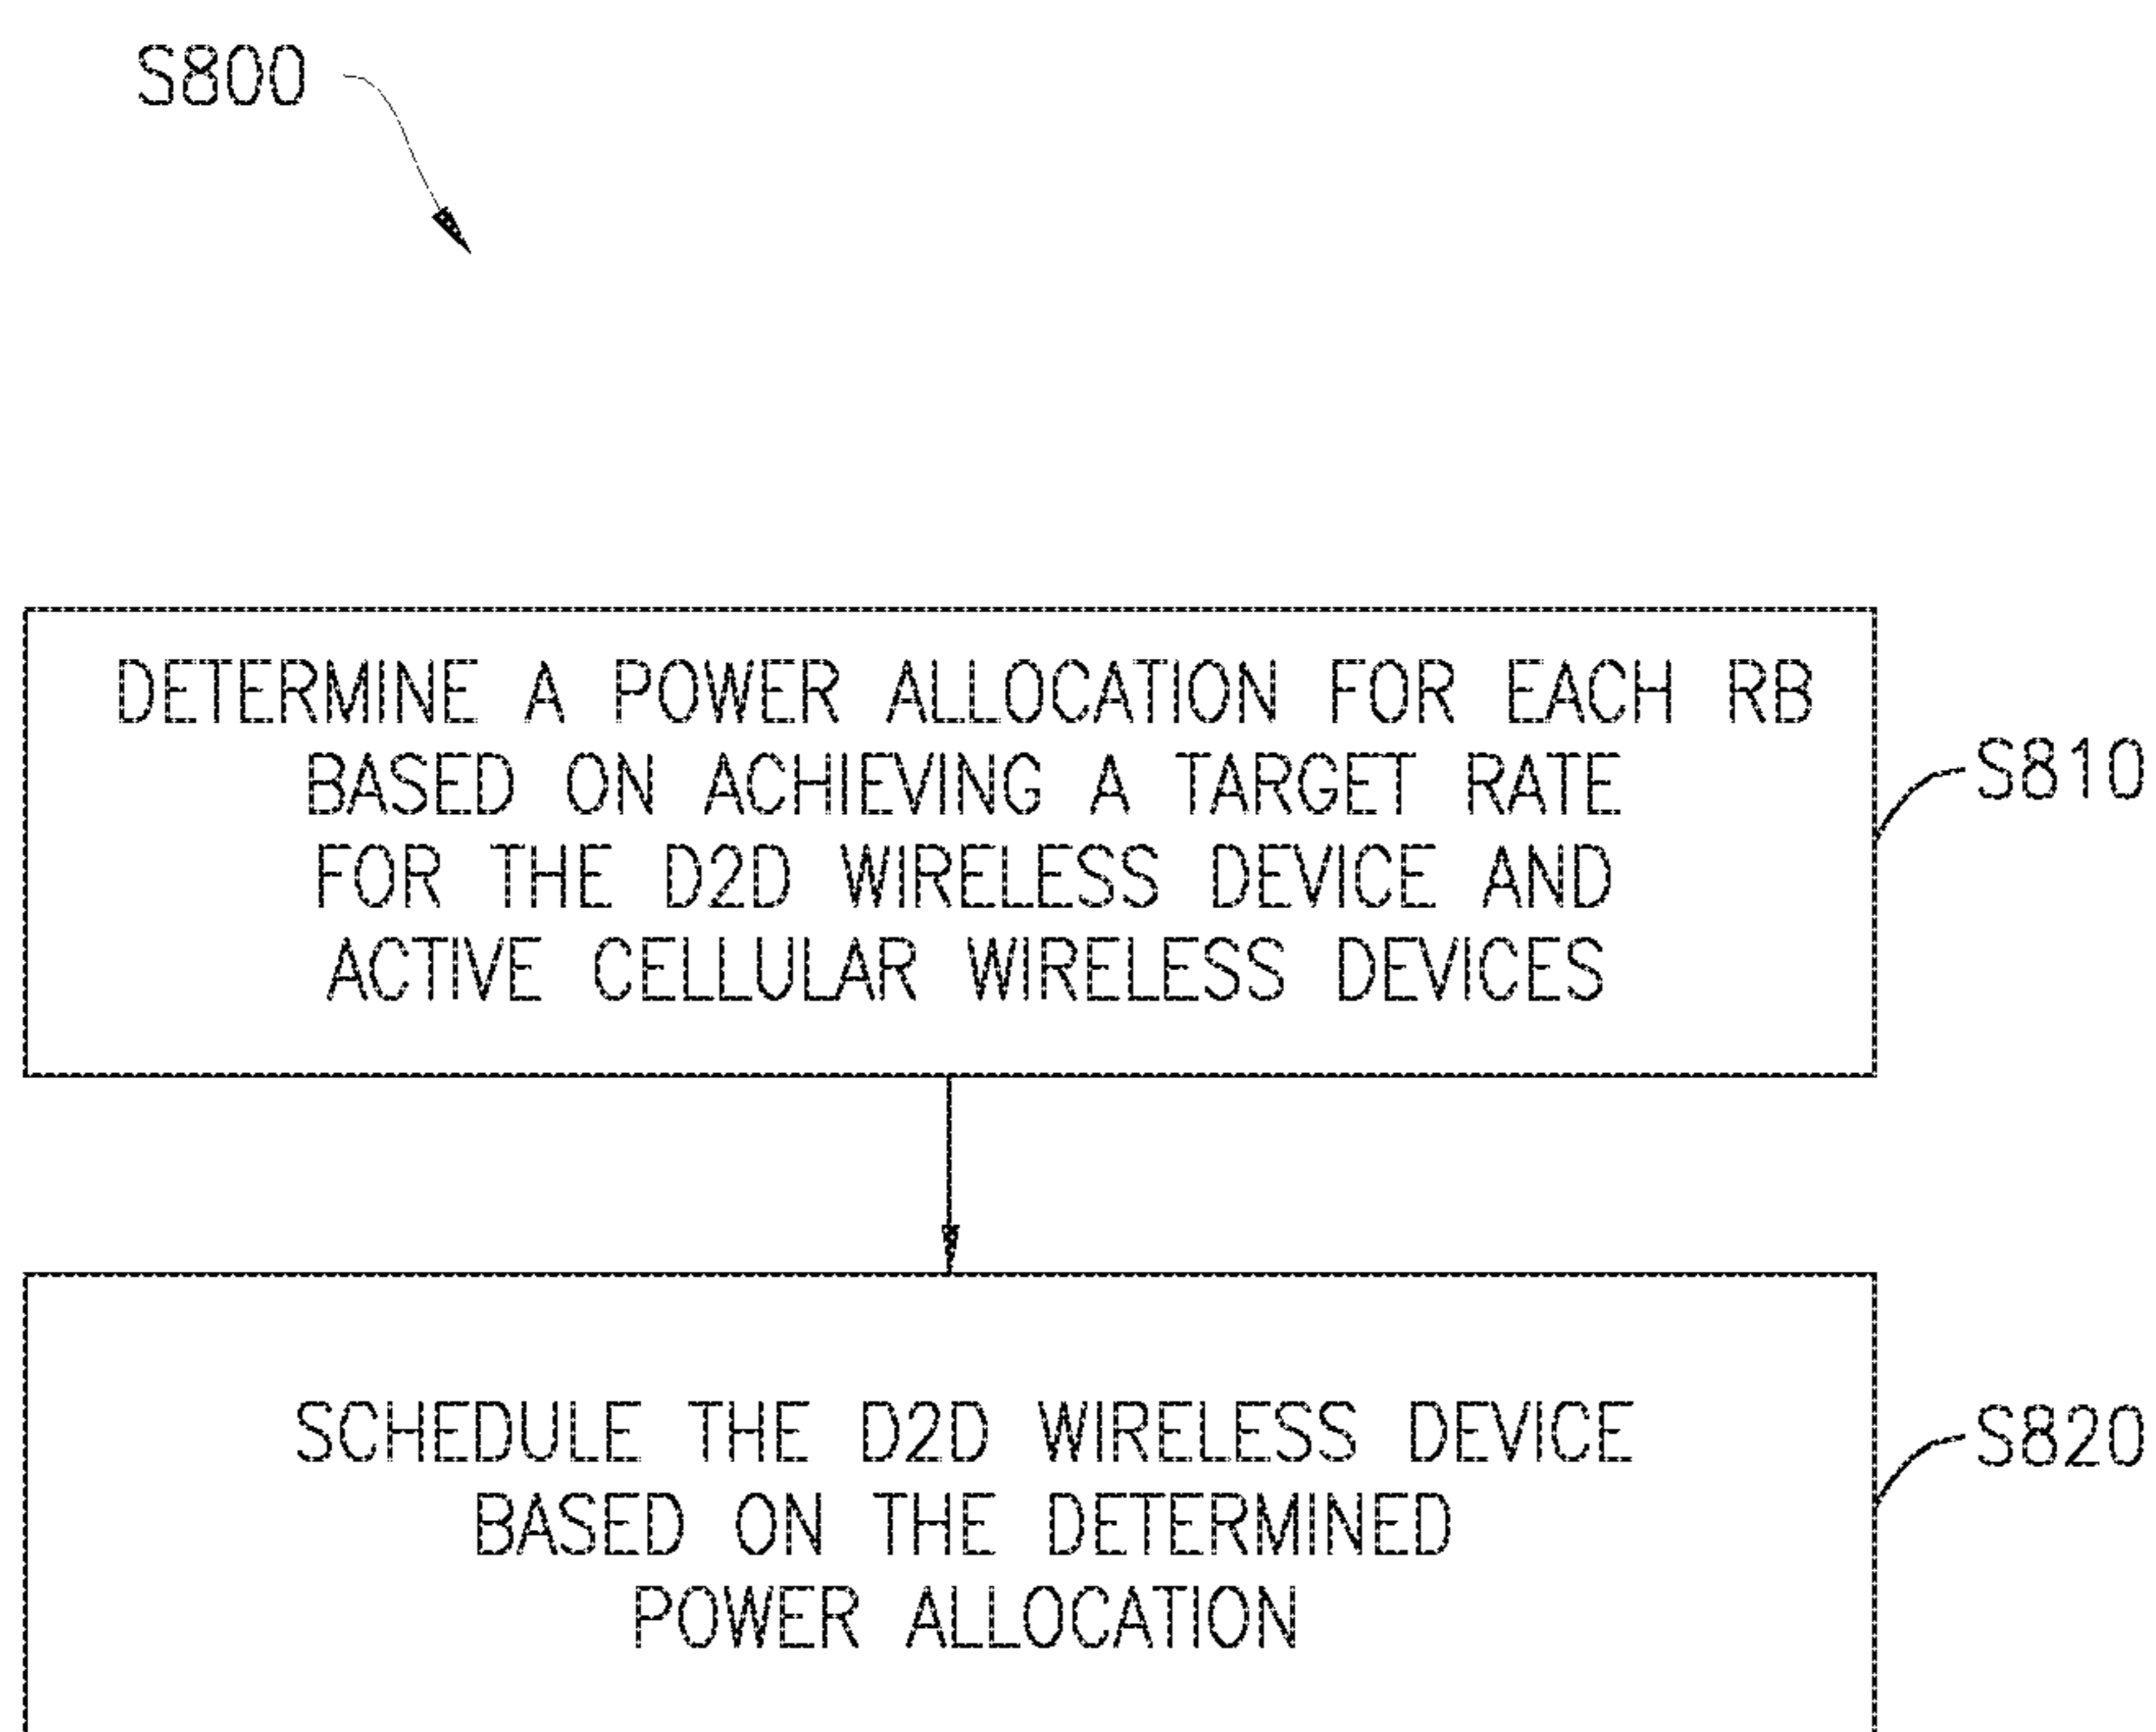 S800
DETERMINE A POWER ALLOCATION FOR EACH RB
BASED ON ACHIEVING A TARGET RATE
FOR THE D2D WIRELESS DEVICE AND
ACTIVE CELLULAR WIRELESS DEVICES
S810
SCHEDULE THE D2D WIRELESS DEVICE
BASED ON THE DETERMINED
POWER ALLOCATION
S820